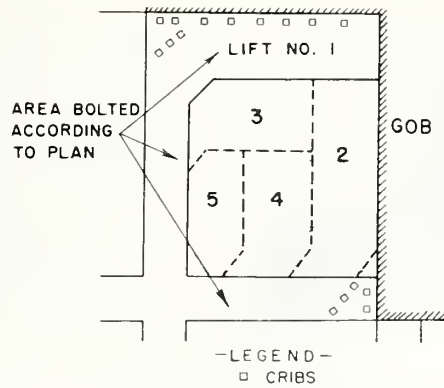 LIFT NO. 1
AREA BOLTED
ACCORDING
TO PLAN
3
2
GOB
5
4
—LEGEND—
□ CRIBS